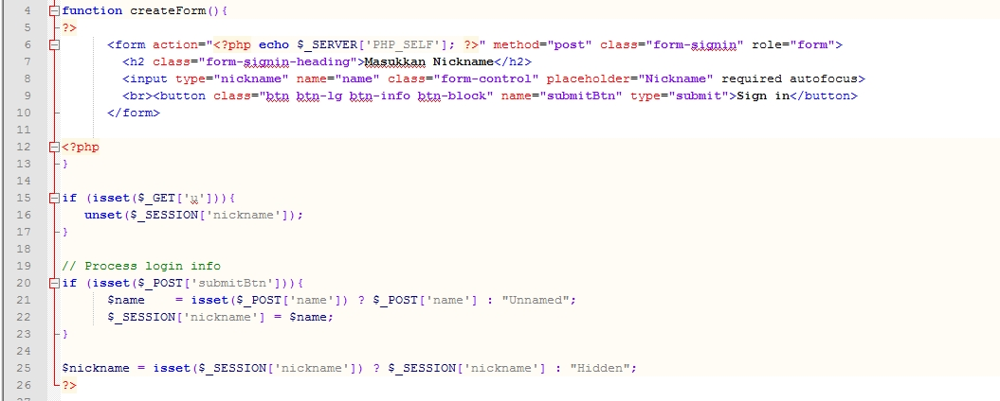 4 function createForm(){
5 ?>
6 <form action="<?php echo $_SERVER['PHP_SELF']; ?>" method="post" class="form-signin" role="form">
7 <h2 class="form-signin-heading">Masukkan Nickname</h2>
8 <input type="nickname" name="name" class="form-control" placeholder="Nickname" required autofocus>
9 <br><button class="btn btn-lg btn-info btn-block" name="submitBtn" type="submit">Sign in</button>
10 </form>
11
12 <?php
13 }
14
15 if (isset($_GET['u'])){
16 unset($_SESSION['nickname']);
17 }
18
19 // Process login info
20 if (isset($_POST['submitBtn'])){
21 $name    = isset($_POST['name']) ? $_POST['name'] : "Unnamed";
22 $_SESSION['nickname'] = $name;
23 }
24
25 $nickname = isset($_SESSION['nickname']) ? $_SESSION['nickname'] : "Hidden";
26 ?>